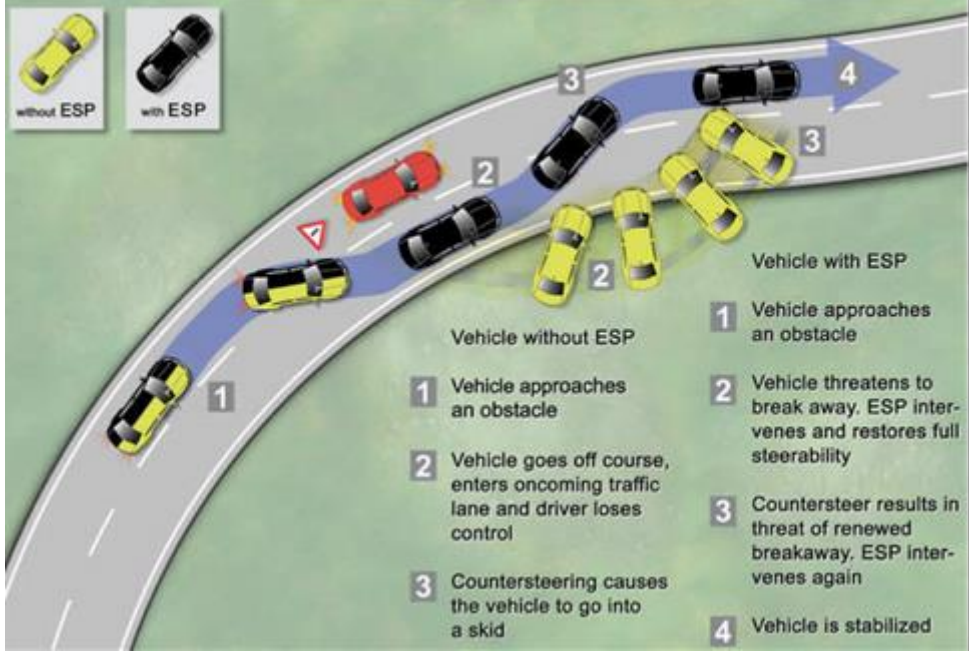 without ESP
with ESP
1
2
3
4
2
3
Vehicle without ESP
1 Vehicle approaches
an obstacle
2 Vehicle goes off course,
enters oncoming traffic
lane and driver loses
control
3 Countersteering causes
the vehicle to go into
a skid
Vehicle with ESP
1 Vehicle approaches
an obstacle
2 Vehicle threatens to
break away. ESP inter-
venes and restores full
steerability
3 Countersteer results in
threat of renewed
breakaway. ESP inter-
venes again
4 Vehicle is stabilized